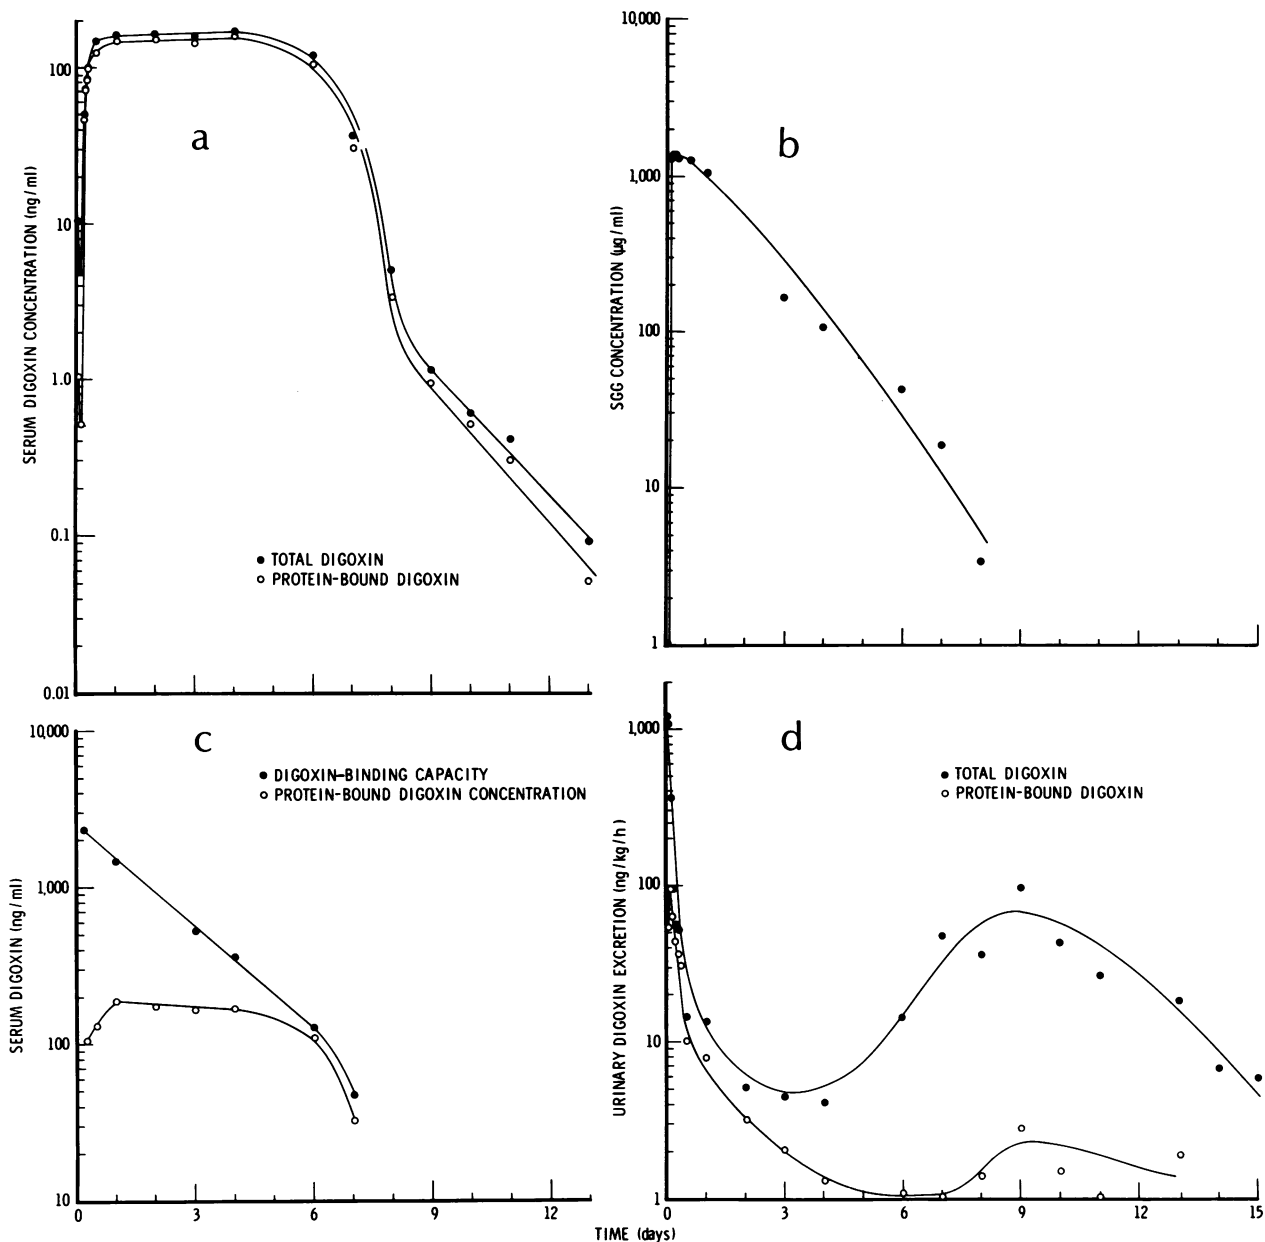 a
SERUM DIGOXIN CONCENTRATION (ng/ml)
100
10
1.0
0.1
0.01
TOTAL DIGOXIN
PROTEIN-BOUND DIGOXIN
b
SGG CONCENTRATION (µg/ml)
10,000
1,000
100
10
1
c
SERUM DIGOXIN (ng/ml)
10,000
1,000
100
10
DIGOXIN-BINDING CAPACITY
PROTEIN-BOUND DIGOXIN CONCENTRATION
0 3 6 9 12
d
URINARY DIGOXIN EXCRETION (ng/kg/h)
1,000
100
10
1
TOTAL DIGOXIN
PROTEIN-BOUND DIGOXIN
0 3 6 9 12 15
TIME (days)